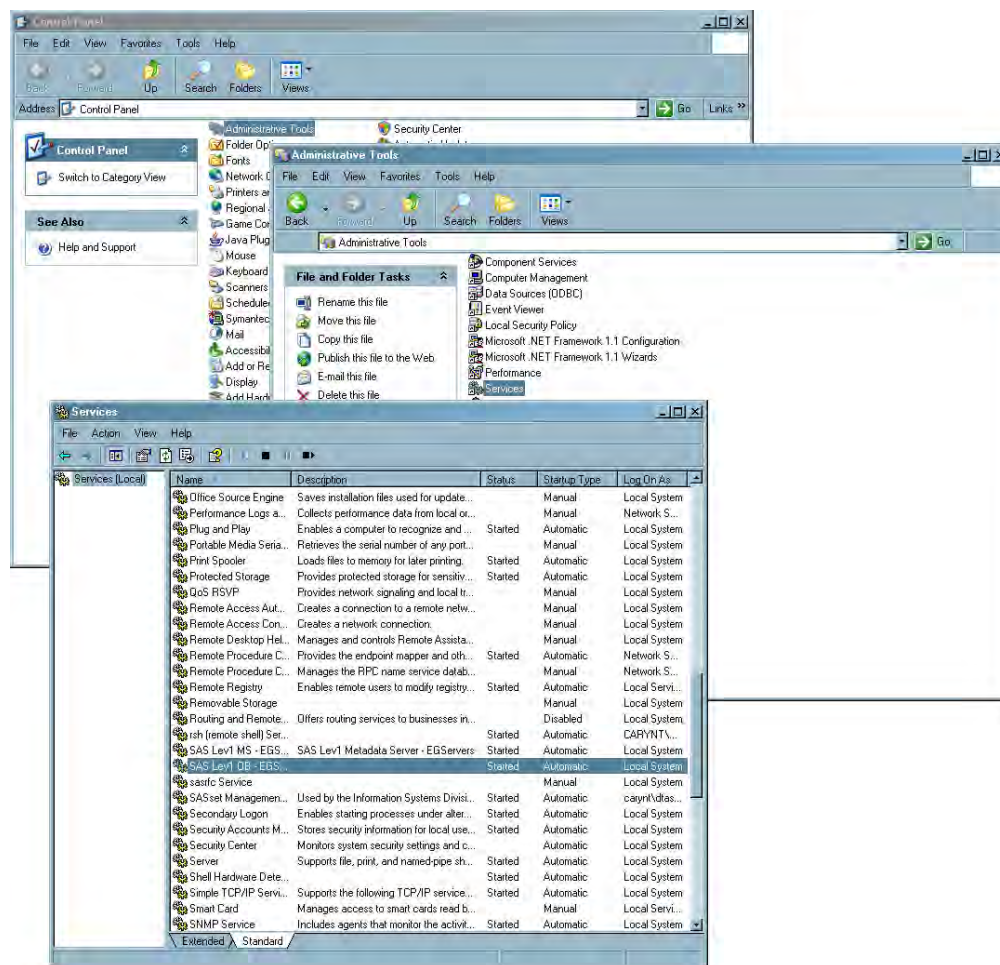 Control Panel
File Edit View Favorites Tools Help
Back Forward Up Search Folders Views
Address Control Panel Go Links »
Control Panel
Switch to Category View
See Also
Help and Support
Administrative Tools
Folder Opti
Fonts
Network C
Printers ar
Regional
Game Cor
Java Plug
Mouse
Keyboard
Scanners
Scheduled
Symantec
Mail
Accessibil
Add or Re
Display
Add Hard
Security Center
Administrative Tools
File Edit View Favorites Tools Help
Back Forward Up Search Folders Views
Administrative Tools Go
File and Folder Tasks
Rename this file
Move this file
Copy this file
Publish this file to the Web
E-mail this file
Delete this file
Component Services
Computer Management
Data Sources (ODBC)
Event Viewer
Local Security Policy
Microsoft .NET Framework 1.1 Configuration
Microsoft .NET Framework 1.1 Wizards
Performance
Services
Services
File Action View Help
Services (Local)
Name Description Status Startup Type Log On As
Office Source Engine Saves installation files used for update... Manual Local System
Performance Logs a... Collects performance data from local or... Manual Network S...
Plug and Play Enables a computer to recognize and ... Started Automatic Local System
Portable Media Seria... Retrieves the serial number of any port... Manual Local System
Print Spooler Loads files to memory for later printing. Started Automatic Local System
Protected Storage Provides protected storage for sensitiv... Started Automatic Local System
QoS RSVP Provides network signaling and local tr... Manual Local System
Remote Access Aut... Creates a connection to a remote netw... Manual Local System
Remote Access Con... Creates a network connection. Manual Local System
Remote Desktop Hel... Manages and controls Remote Assista... Manual Local System
Remote Procedure C... Provides the endpoint mapper and oth... Started Automatic Network S...
Remote Procedure C... Manages the RPC name service datab... Manual Network S...
Remote Registry Enables remote users to modify registry... Started Automatic Local Servi...
Removable Storage Manual Local System
Routing and Remote... Offers routing services to businesses in... Disabled Local System
rsh (remote shell) Ser... Started Automatic CARYNT\...
SAS Lev1 MS - EGS... SAS Lev1 Metadata Server - EGServers Started Automatic Local System
SAS Lev1 OB - EGS... Started Automatic Local System
sasrfc Service Manual Local System
SASset Managemen... Used by the Information Systems Divisi... Started Automatic carynt\dtas...
Secondary Logon Enables starting processes under alter... Started Automatic Local System
Security Accounts M... Stores security information for local use... Started Automatic Local System
Security Center Monitors system security settings and c... Automatic Local System
Server Supports file, print, and named-pipe sh... Started Automatic Local System
Shell Hardware Dete... Started Automatic Local System
Simple TCP/IP Servi... Supports the following TCP/IP service... Started Automatic Local System
Smart Card Manages access to smart cards read b... Manual Local Servi...
SNMP Service Includes agents that monitor the activit... Started Automatic Local System
Extended Standard